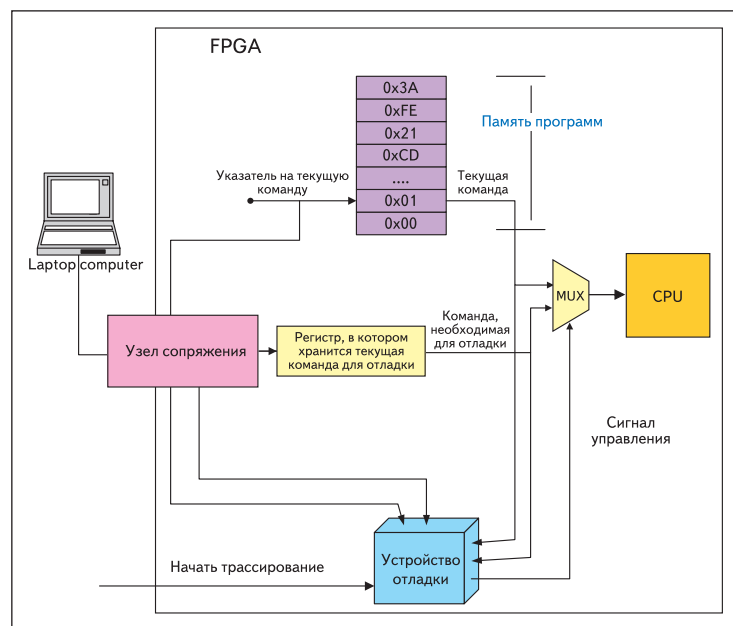 FPGA
0x3A
0xFE
0x21
0xCD
....
0x01
0x00
Память программ
Указатель на текущую
команду
Текущая
команда
Laptop computer
MUX
CPU
Узел сопряжения
Регистр, в котором
хранится текущая
команда для отладки
Команда,
необходимая
для отладки
Сигнал
управления
Устройство
отладки
Начать трассирование